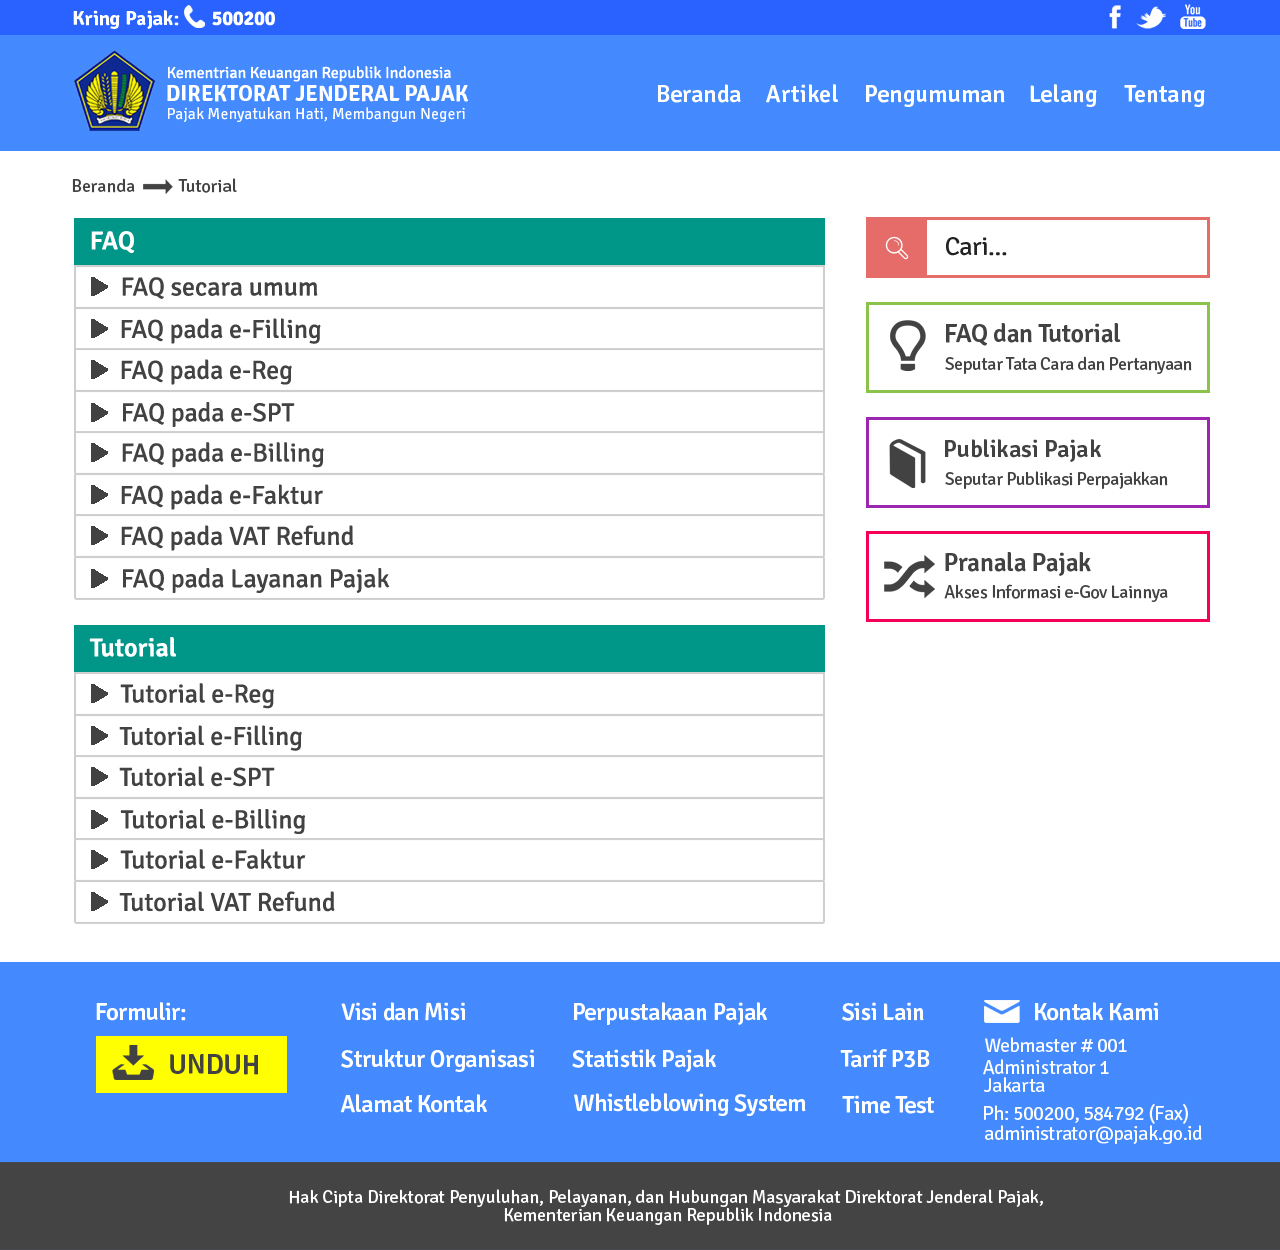 Kring Pajak: 500200
You
Tube
Kementrian Keuangan Republik Indonesia
DIREKTORAT JENDERAL PAJAK
Pajak Menyatukan Hati, Membangun Negeri
Beranda Artikel Pengumuman Lelang Tentang
Beranda Tutorial
FAQ
FAQ secara umum
FAQ pada e-Filling
FAQ pada e-Reg
FAQ pada e-SPT
FAQ pada e-Billing
FAQ pada e-Faktur
FAQ pada VAT Refund
FAQ pada Layanan Pajak
Tutorial
Tutorial e-Reg
Tutorial e-Filling
Tutorial e-SPT
Tutorial e-Billing
Tutorial e-Faktur
Tutorial VAT Refund
Cari...
FAQ dan Tutorial
Seputar Tata Cara dan Pertanyaan
Publikasi Pajak
Seputar Publikasi Perpajakkan
Pranala Pajak
Akses Informasi e-Gov Lainnya
Formulir:
UNDUH
Visi dan Misi
Struktur Organisasi
Alamat Kontak
Perpustakaan Pajak
Statistik Pajak
Whistleblowing System
Sisi Lain
Tarif P3B
Time Test
Kontak Kami
Webmaster # 001
Administrator 1
Jakarta
Ph: 500200, 584792 (Fax)
administrator@pajak.go.id
Hak Cipta Direktorat Penyuluhan, Pelayanan, dan Hubungan Masyarakat Direktorat Jenderal Pajak,
Kementerian Keuangan Republik Indonesia